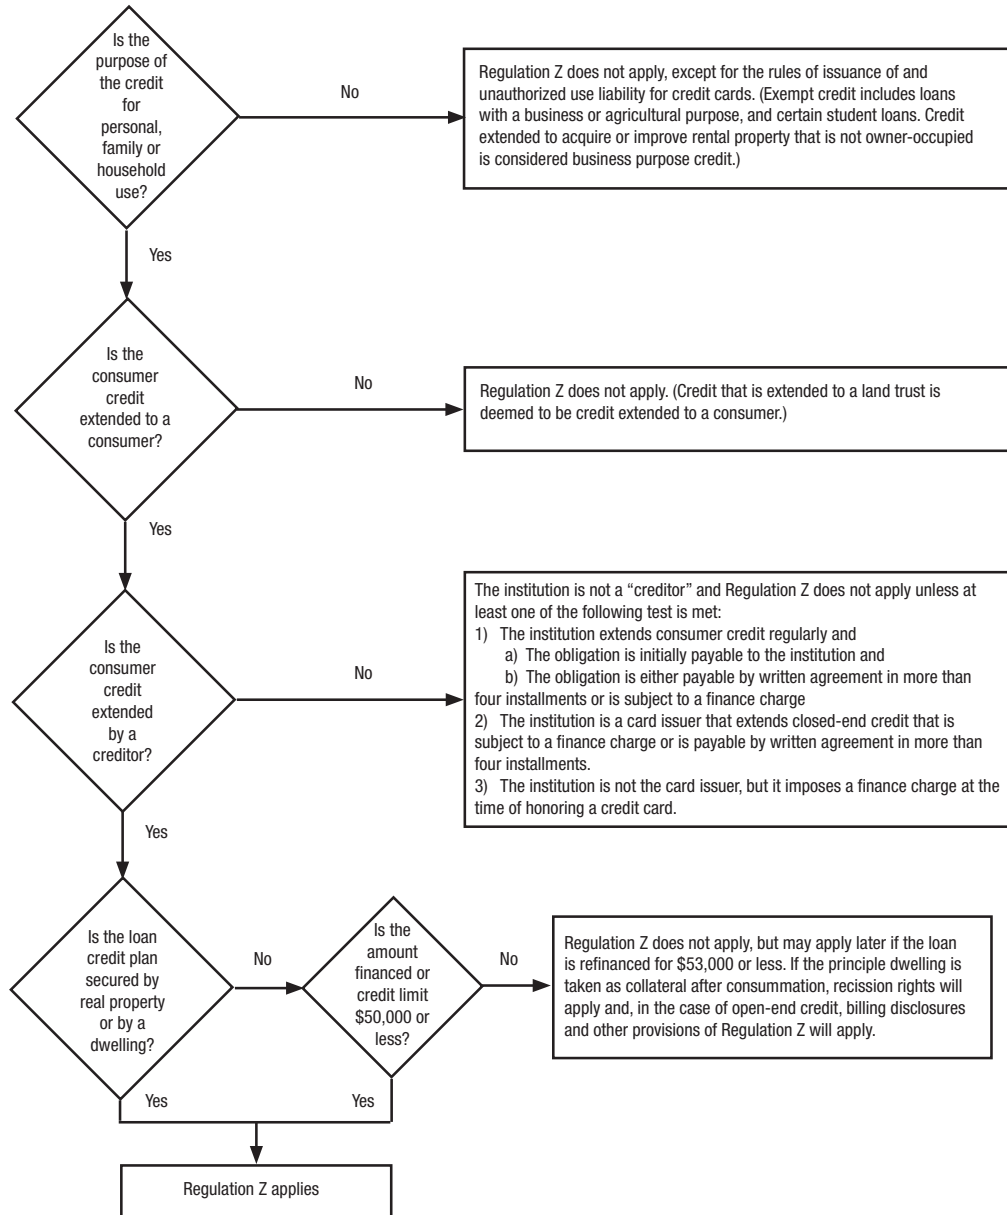 Is the
purpose of
the credit
for
personal,
family or
household
use?
No
Regulation Z does not apply, except for the rules of issuance of and
unauthorized use liability for credit cards. (Exempt credit includes loans
with a business or agricultural purpose, and certain student loans. Credit
extended to acquire or improve rental property that is not owner-occupied
is considered business purpose credit.)
Yes
Is the
consumer
credit
extended to a
consumer?
No
Regulation Z does not apply. (Credit that is extended to a land trust is
deemed to be credit extended to a consumer.)
Yes
Is the
consumer
credit
extended
by a
creditor?
No
The institution is not a “creditor” and Regulation Z does not apply unless at
least one of the following test is met:
1) The institution extends consumer credit regularly and
a) The obligation is initially payable to the institution and
b) The obligation is either payable by written agreement in more than
four installments or is subject to a finance charge
2) The institution is a card issuer that extends closed-end credit that is
subject to a finance charge or is payable by written agreement in more than
four installments.
3) The institution is not the card issuer, but it imposes a finance charge at the
time of honoring a credit card.
Yes
Is the loan
credit plan
secured by
real property
or by a
dwelling?
No
Is the
amount
financed or
credit limit
$50,000 or
less?
No
Regulation Z does not apply, but may apply later if the loan
is refinanced for $53,000 or less. If the principle dwelling is
taken as collateral after consummation, recission rights will
apply and, in the case of open-end credit, billing disclosures
and other provisions of Regulation Z will apply.
Yes
Yes
Regulation Z applies